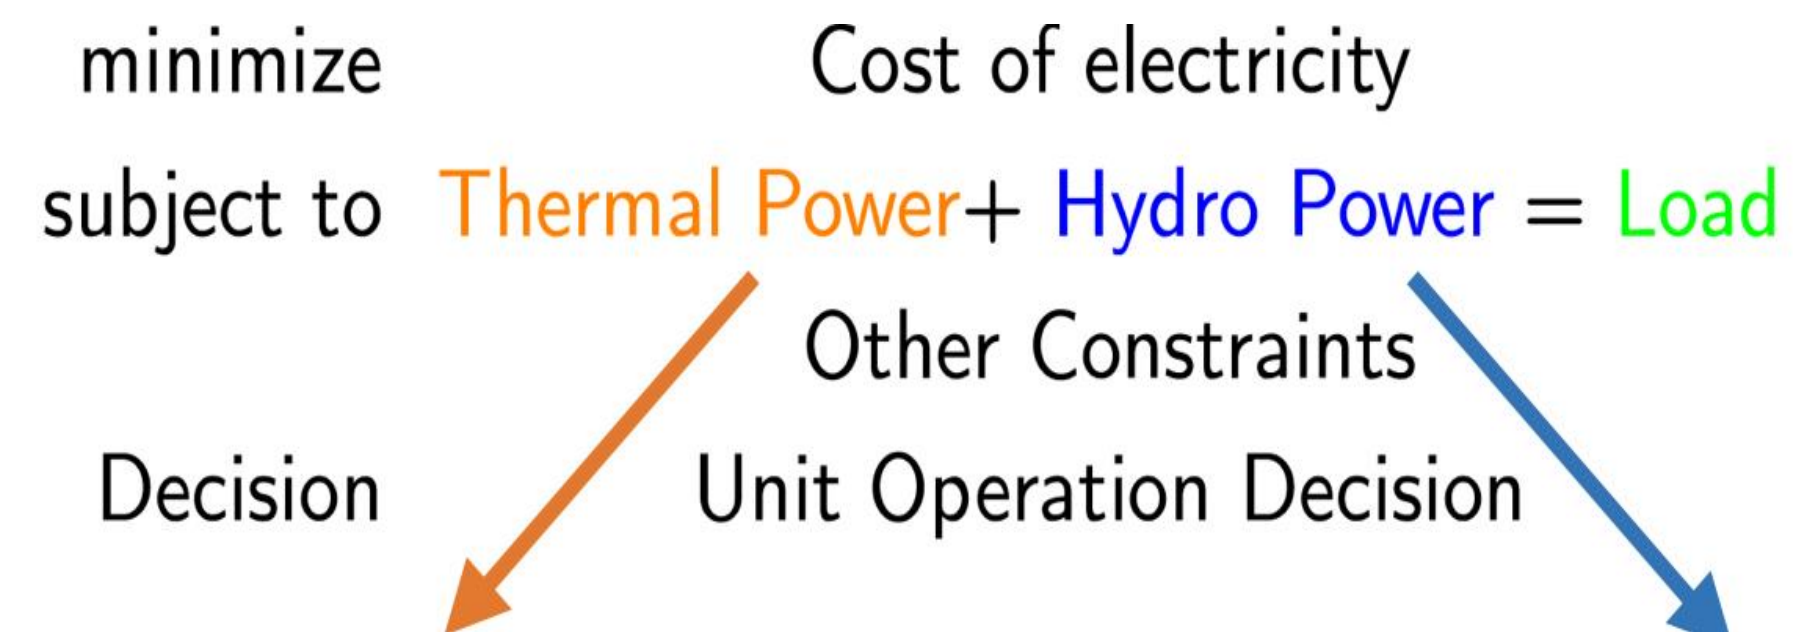 minimize Cost of electricity
subject to Thermal Power+ Hydro Power = Load
Other Constraints
Decision Unit Operation Decision